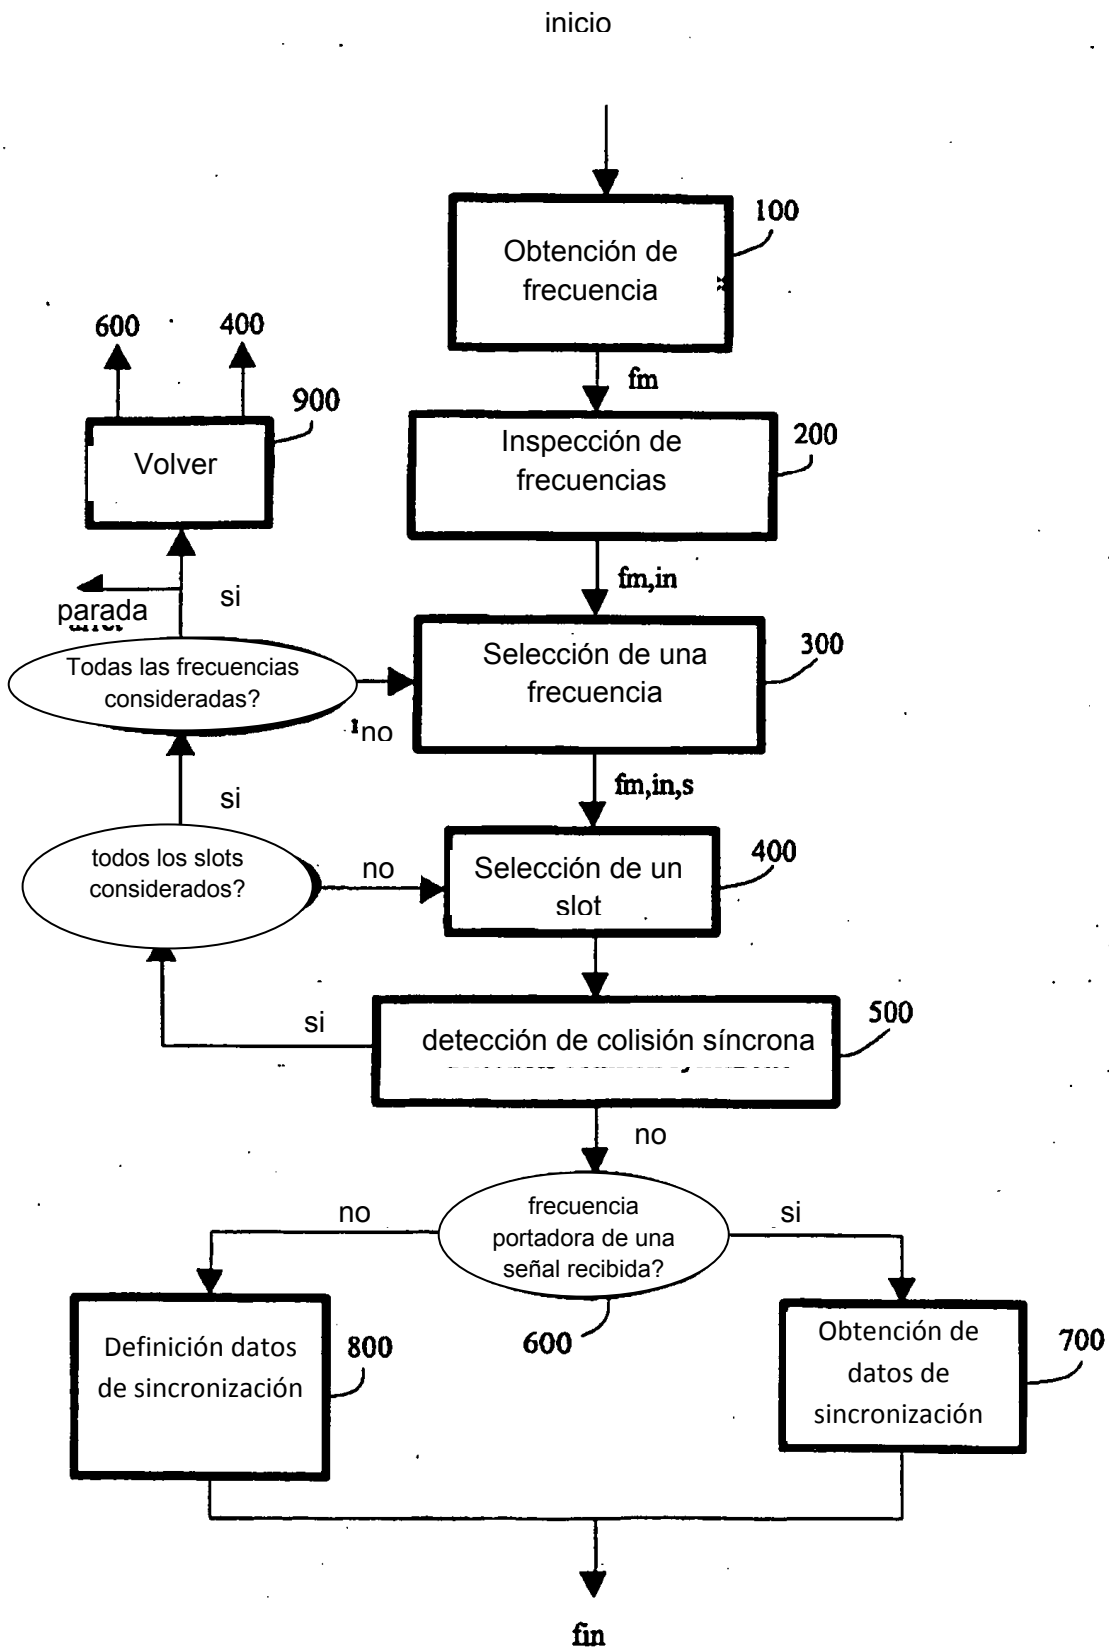 inicio
100
Obtención de
frecuencia
600
400
fm
900
Volver
200
Inspección de
frecuencias
fm,in
parada
si
300
Selección de una
frecuencia
Todas las frecuencias
consideradas?
no
fm,in,s
si
todos los slots
considerados?
no
400
Selección de un
slot
si
500
detección de colisión síncrona
no
frecuencia
portadora de una
señal recibida?
no
si
600
Definición datos
de sincronización
800
Obtención de
datos de
sincronización
700
fin